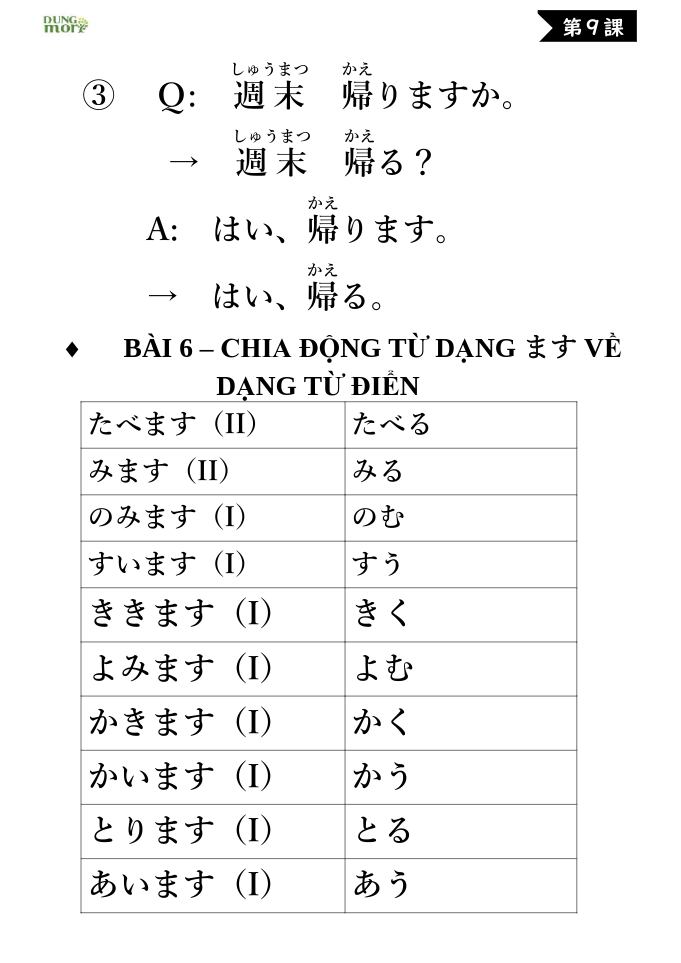 DUNG
mori
第9課
③ Q: 週末 帰りますか。
しゅうまつ かえ
→ 週末 帰る？
しゅうまつ かえ
A: はい、帰ります。
かえ
→ はい、帰る。
かえ
♦ BÀI 6 – CHIA ĐỘNG TỪ DẠNG ます VỀ
DẠNG TỪ ĐIỂN
たべます（II） たべる
みます（II） みる
のみます（I） のむ
すいます（I） すう
ききます（I） きく
よみます（I） よむ
かきます（I） かく
かいます（I） かう
とります（I） とる
あいます（I） あう